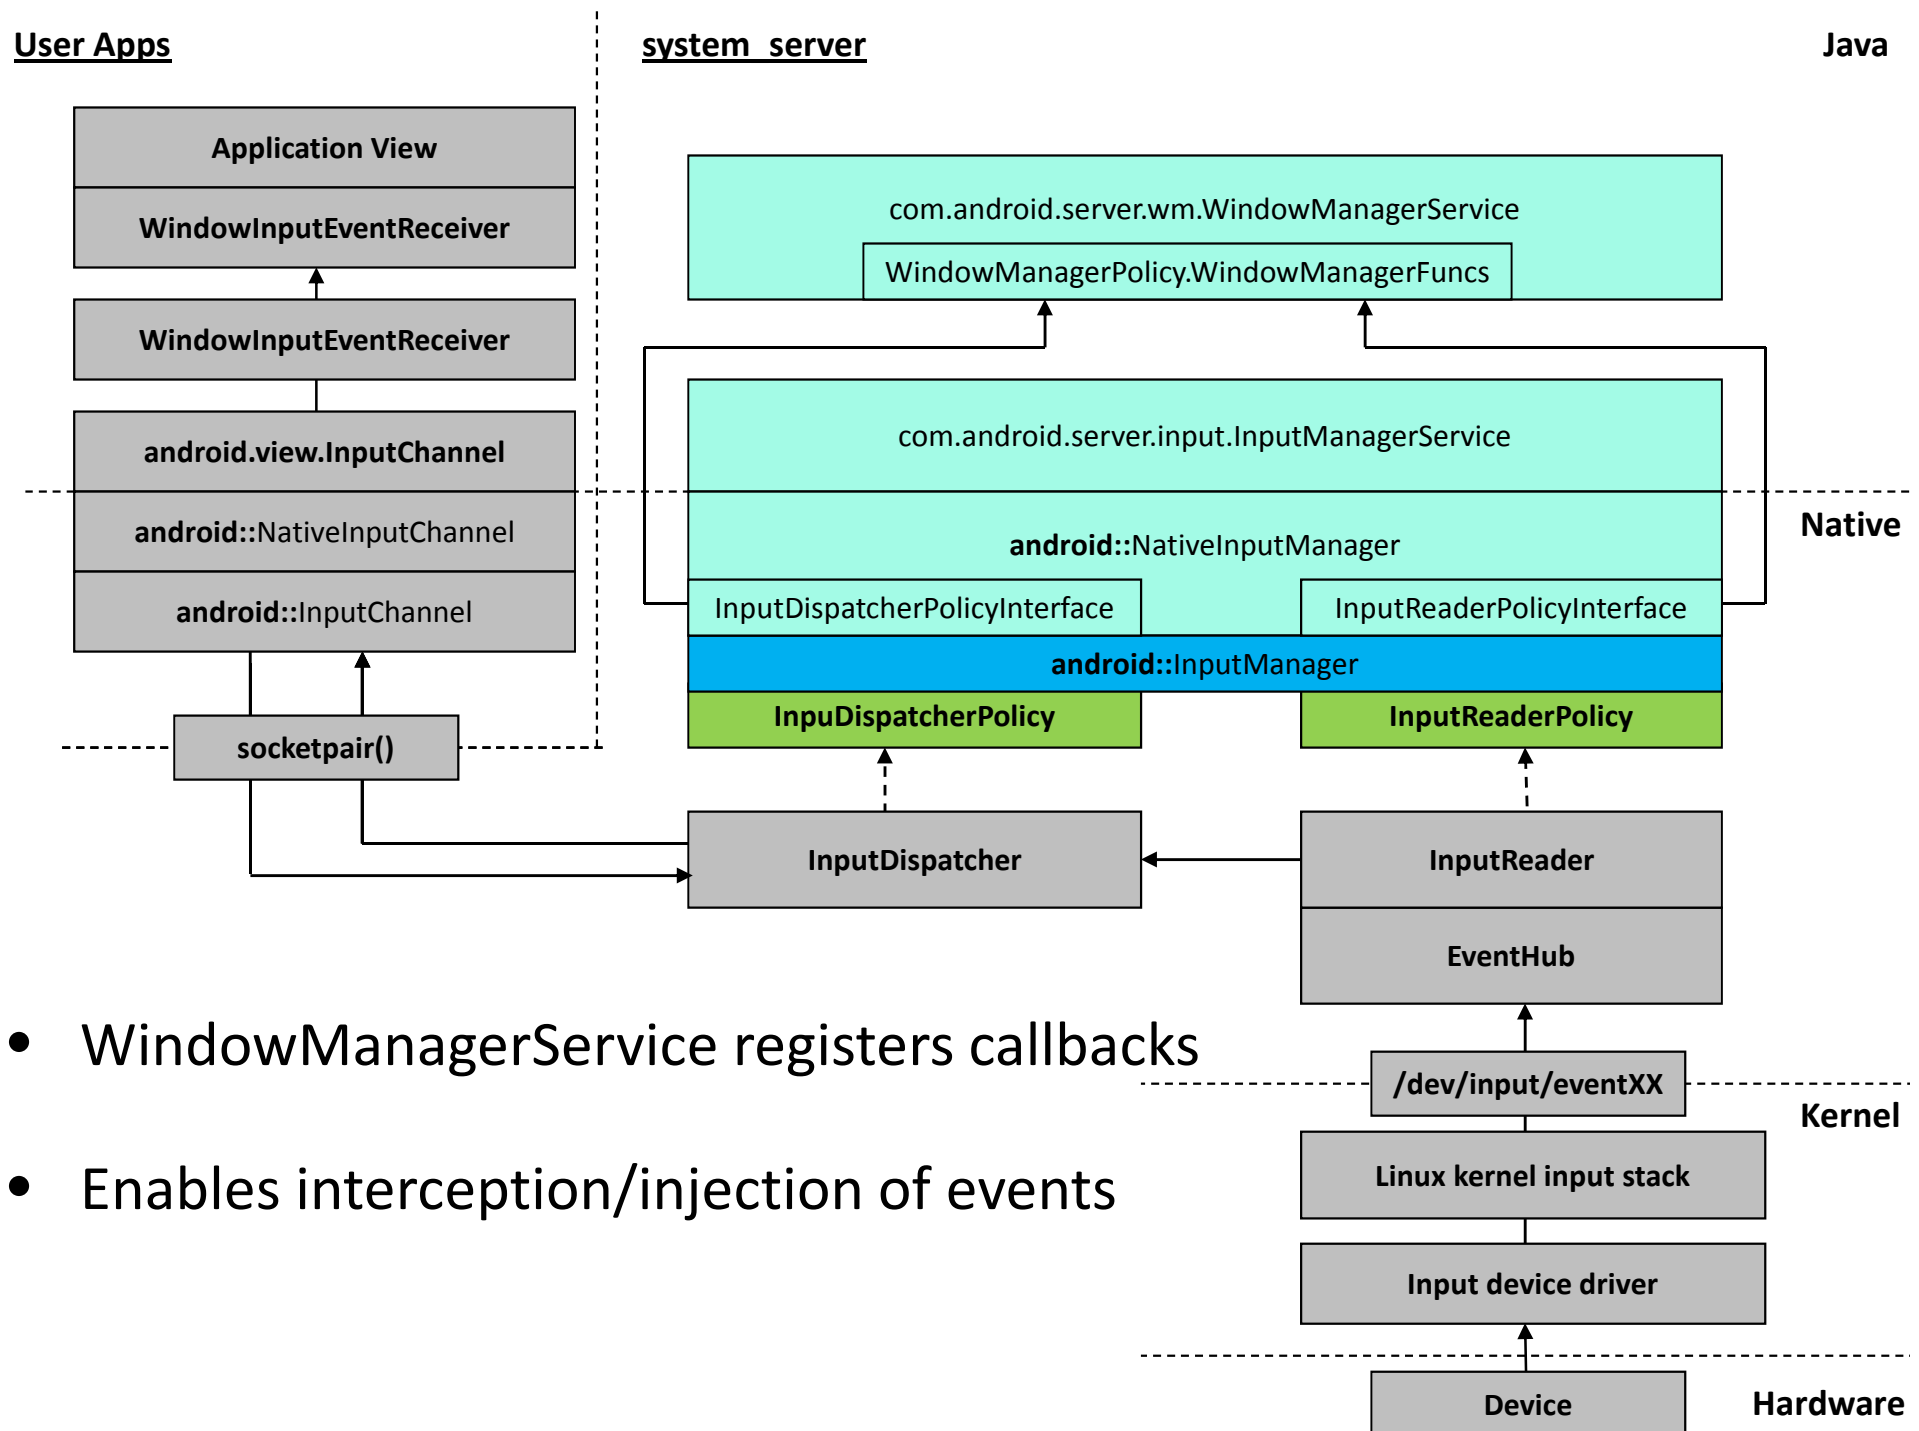 User Apps
system_server
Java
Application View
WindowInputEventReceiver
WindowInputEventReceiver
android.view.InputChannel
android::NativeInputChannel
android::InputChannel
socketpair()
com.android.server.wm.WindowManagerService
WindowManagerPolicy.WindowManagerFuncs
com.android.server.input.InputManagerService
Native
android::NativeInputManager
InputDispatcherPolicyInterface
InputReaderPolicyInterface
android::InputManager
InpuDispatcherPolicy
InputReaderPolicy
InputDispatcher
InputReader
EventHub
• WindowManagerService registers callbacks
• Enables interception/injection of events
/dev/input/eventXX
Kernel
Linux kernel input stack
Input device driver
Device
Hardware